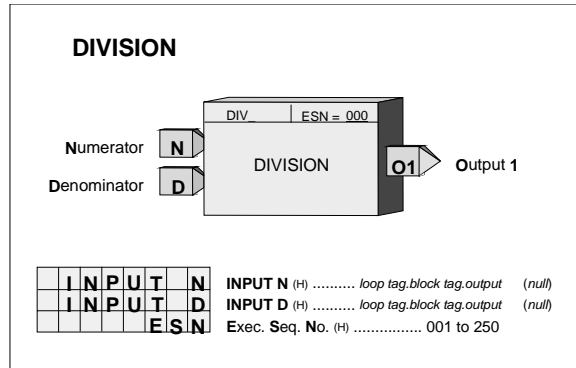 DIVISION
DIV_ ESN = 000
Numerator N
DIVISION
O1 Output 1
Denominator D
INPUT N INPUT N (H) .......... loop tag.block tag.output (null)
INPUT D INPUT D (H) .......... loop tag.block tag.output (null)
ESN Exec. Seq. No. (H) ................ 001 to 250